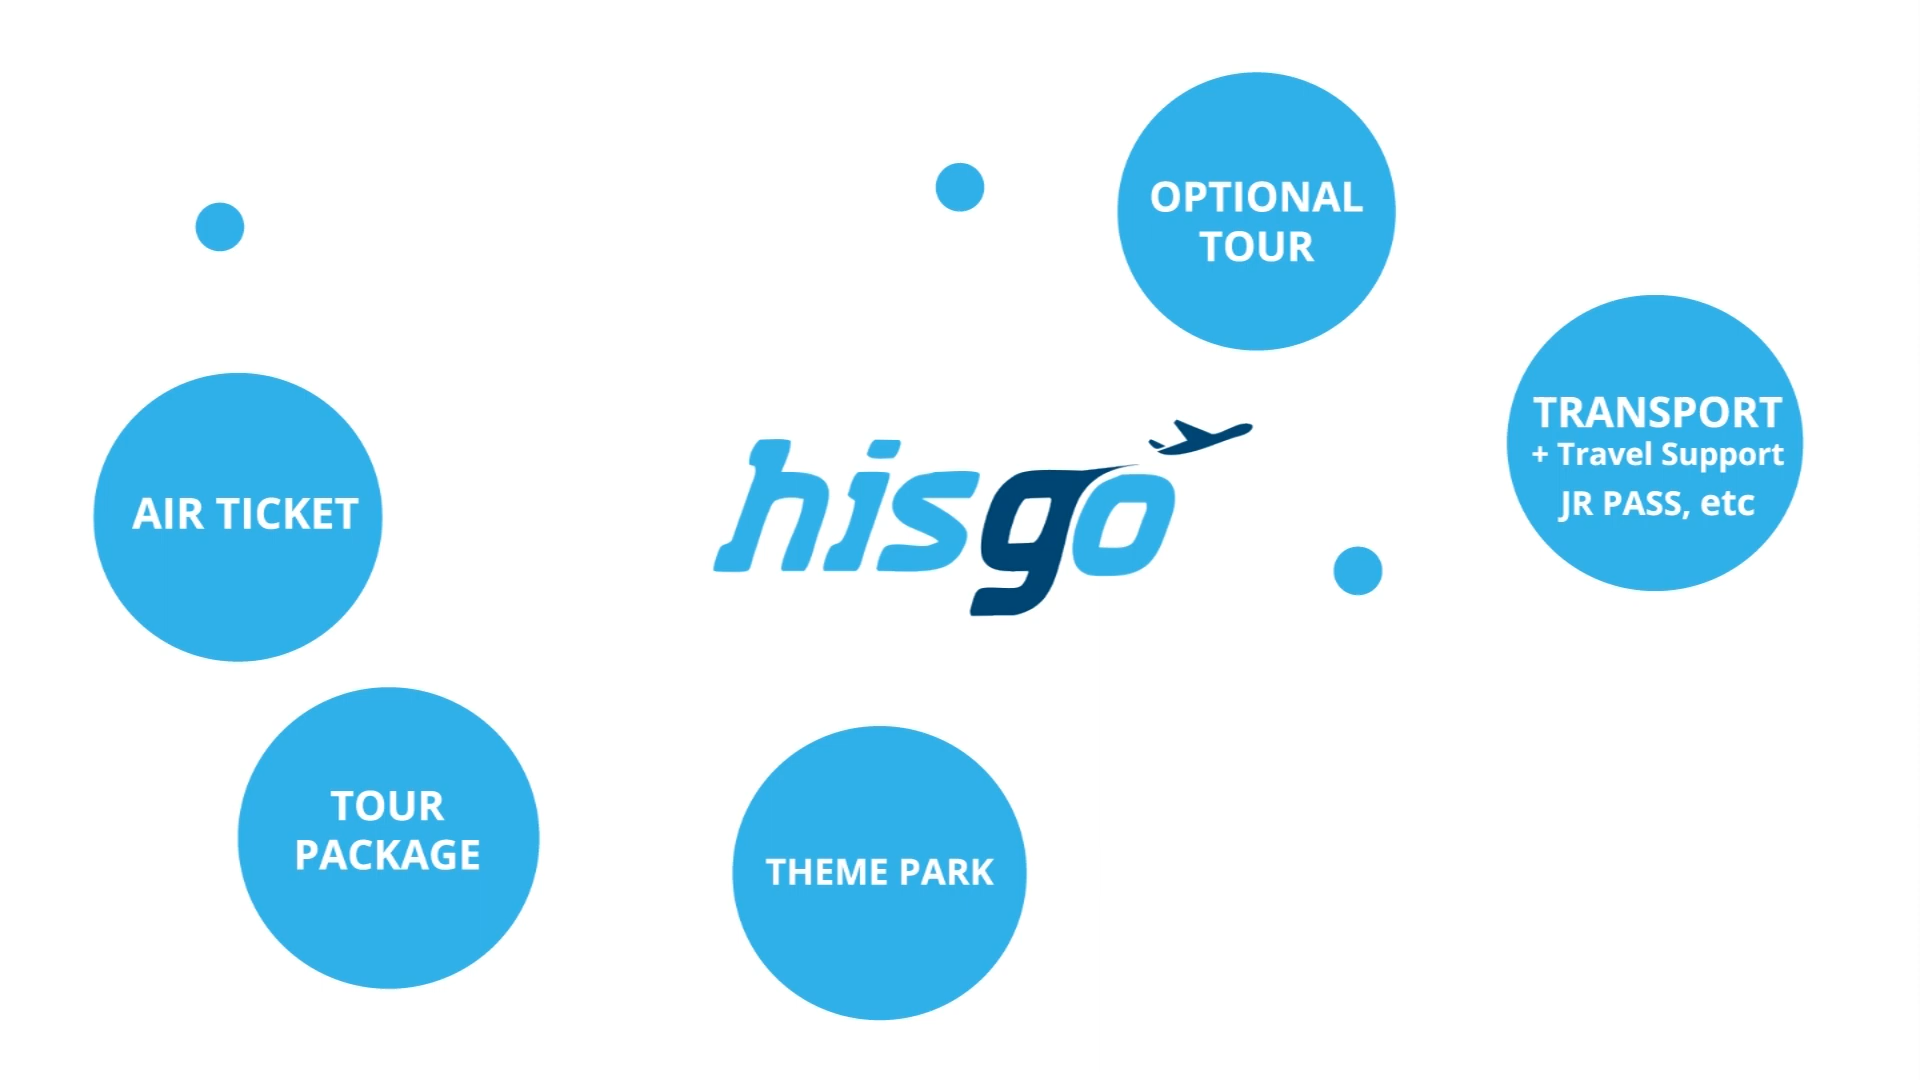 OPTIONAL
TOUR
TRANSPORT
+ Travel Support
JR PASS, etc
AIR TICKET
hisgo
TOUR
PACKAGE
THEME PARK